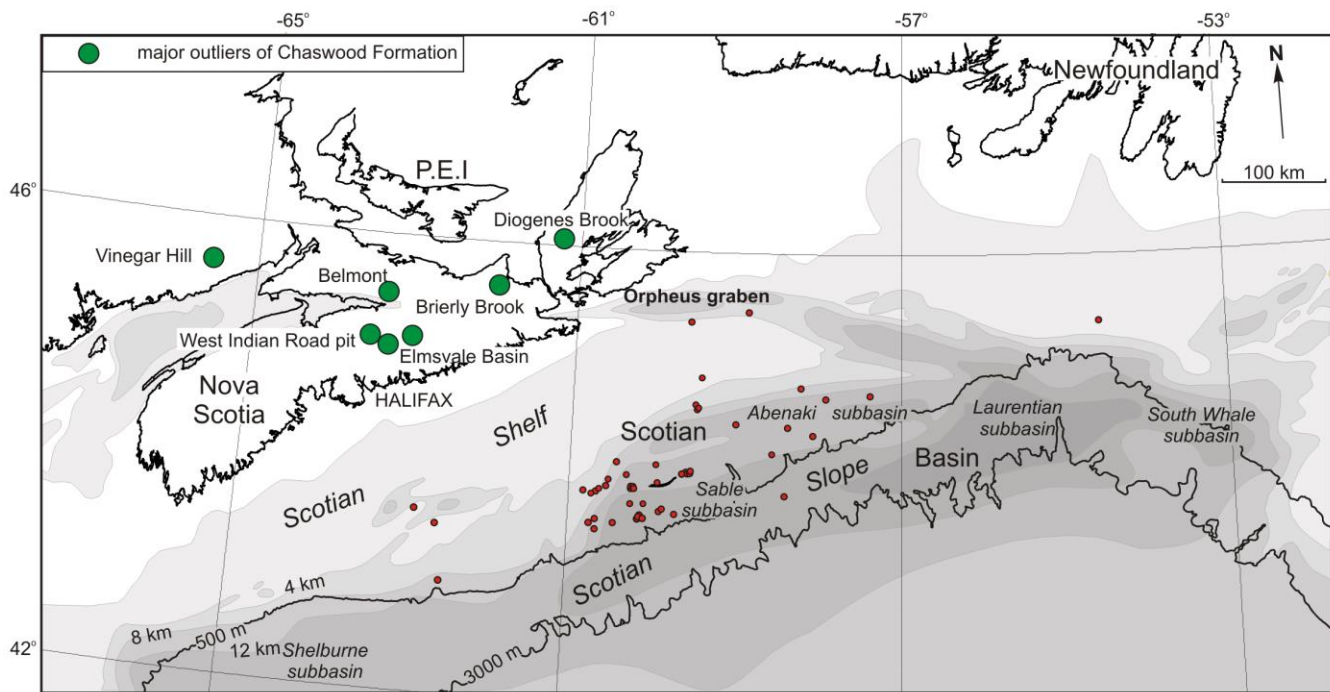 -65°
-61°
-57°
-53°
major outliers of Chaswood Formation
Newfoundland
N
100 km
46°
P.E.I
Diogenes Brook
Vinegar Hill
Belmont
Brierly Brook
Orpheus graben
West Indian Road pit
Elmsvale Basin
Nova
Scotia
HALIFAX
Shelf
Scotian
Abenaki subbasin
Laurentian
subbasin
South Whale
subbasin
Basin
Slope
Sable
subbasin
Scotian
Scotian
4 km
8 km
500 m
12 km
Shelburne
subbasin
3000 m
42°